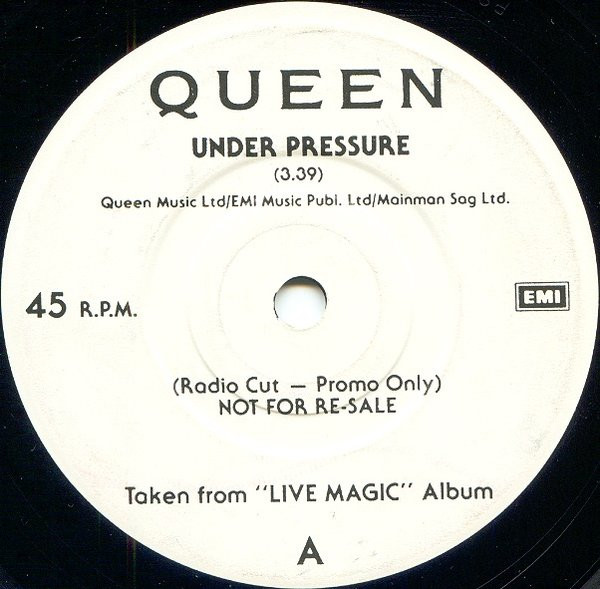 QUEEN
UNDER PRESSURE
(3.39)
Queen Music Ltd/EMI Music Publ. Ltd/Mainman Sag Ltd.
45 R.P.M.
EMI
(Radio Cut — Promo Only)
NOT FOR RE-SALE
Taken from "LIVE MAGIC" Album
A